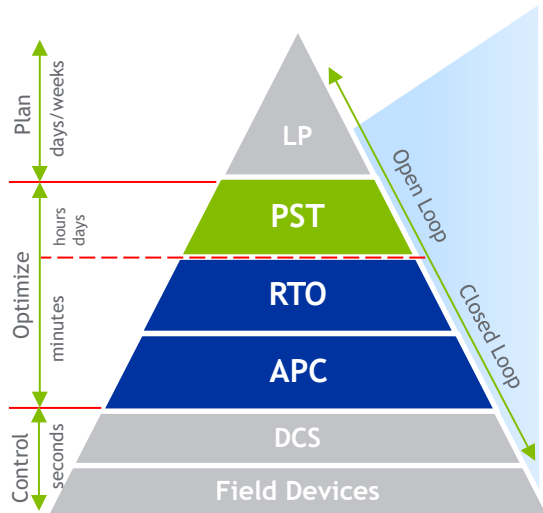 LP
PST
RTO
APC
DCS
Field Devices
Plan
days/weeks
Optimize
hours
days
minutes
Control
seconds
Open Loop
Closed Loop